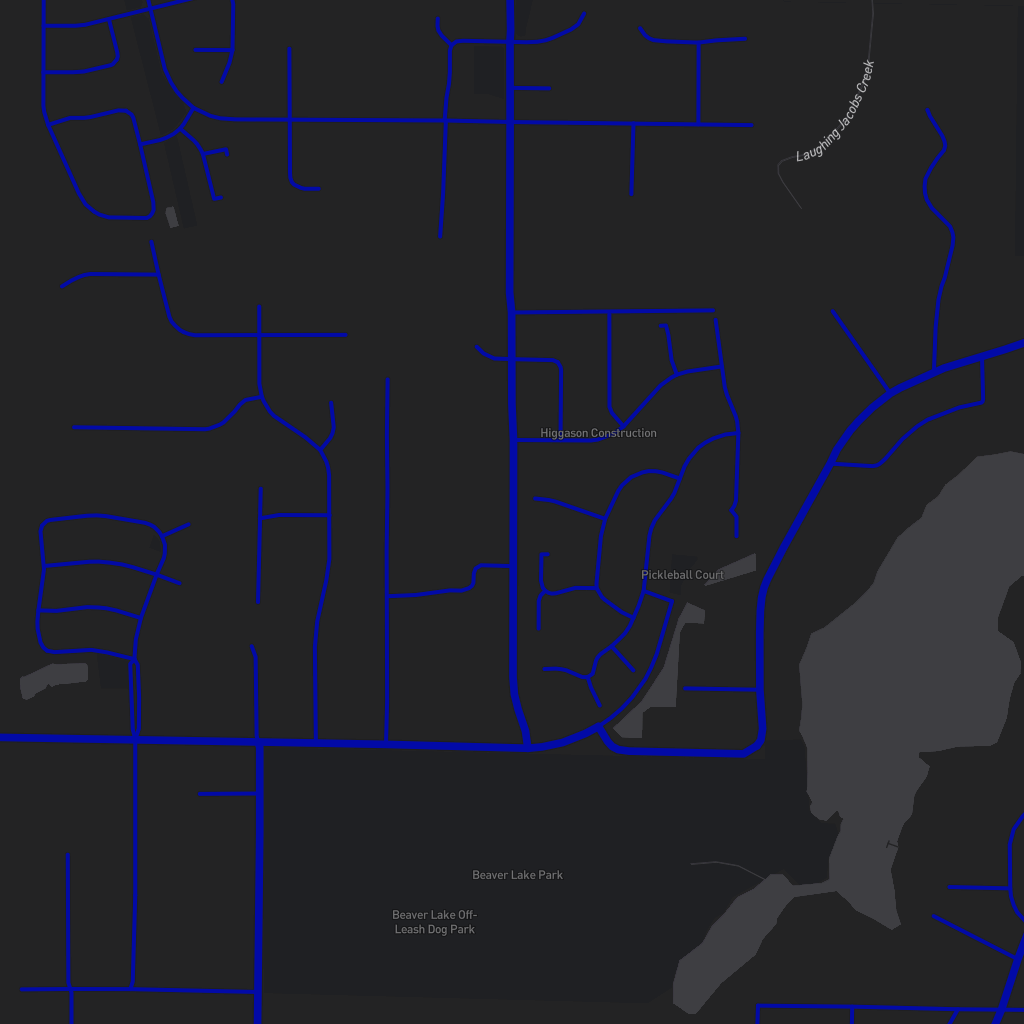 Laughing Jacobs Creek
Higgason Construction
Pickleball Court
Beaver Lake Park
Beaver Lake Off-
Leash Dog Park